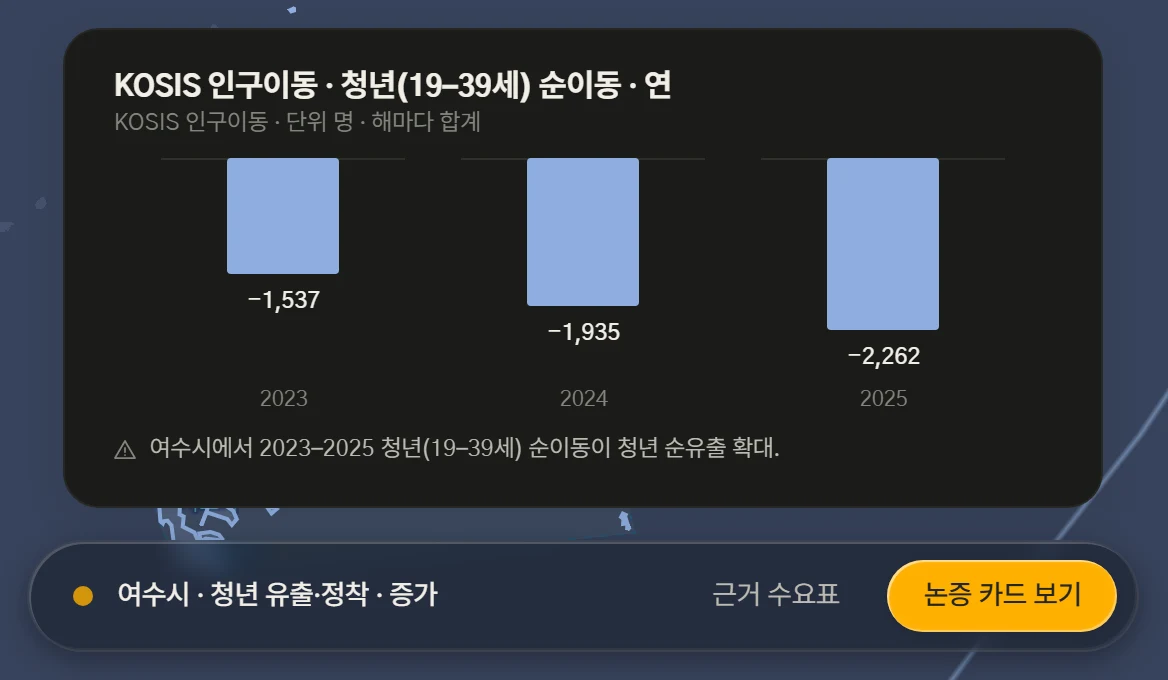 KOSIS 인구이동 · 청년(19–39세) 순이동 · 연
KOSIS 인구이동 · 단위 명 · 해마다 합계
−1,537
−1,935
−2,262
2023
2024
2025
여수시에서 2023–2025 청년(19–39세) 순이동이 청년 순유출 확대.
여수시 · 청년 유출·정착 · 증가
근거 수요표
논증 카드 보기